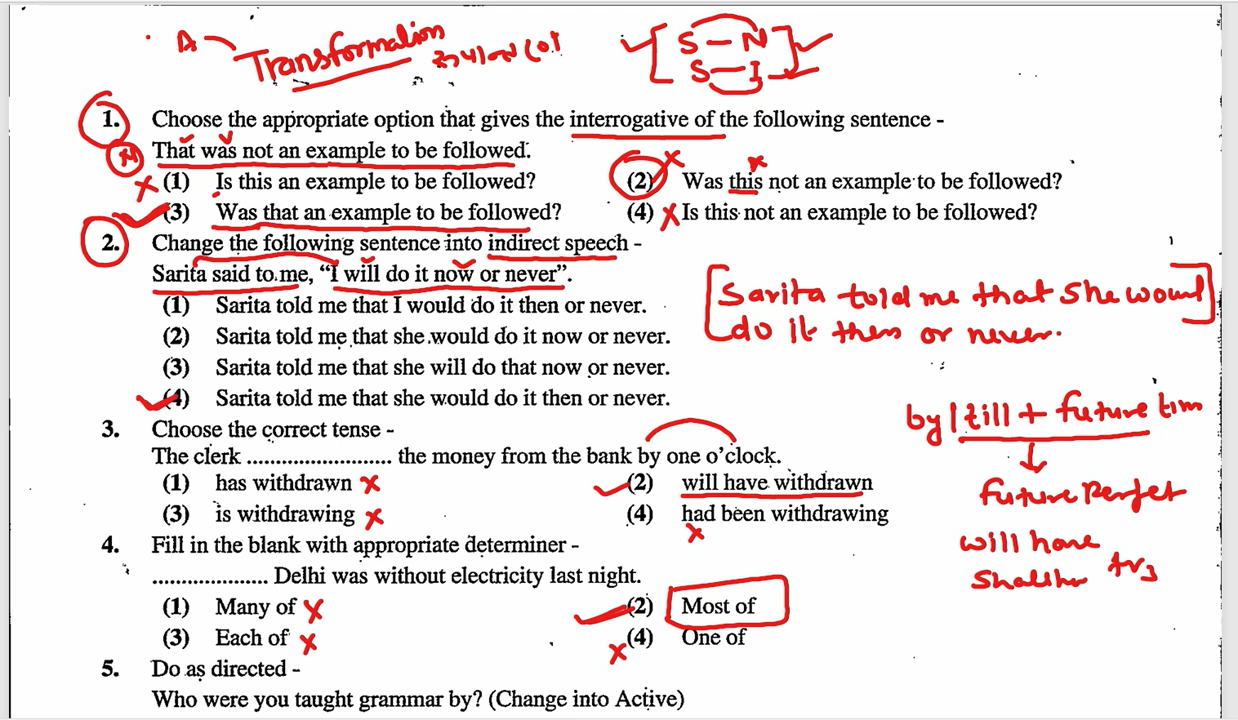 A
Transformation
S - N
S - I
1. Choose the appropriate option that gives the interrogative of the following sentence -
That was not an example to be followed.
(1) Is this an example to be followed? (2) Was this not an example to be followed?
(3) Was that an example to be followed? (4) Is this not an example to be followed?
2. Change the following sentence into indirect speech -
Sarita said to me, “I will do it now or never”.
(1) Sarita told me that I would do it then or never.
(2) Sarita told me that she would do it now or never.
(3) Sarita told me that she will do that now or never.
(4) Sarita told me that she would do it then or never.
Sarita told me that she would
do it then or never.
3. Choose the correct tense -
The clerk ............................ the money from the bank by one o’clock.
(1) has withdrawn (2) will have withdrawn
(3) is withdrawing (4) had been withdrawing
by / till + future tim
future Perfet
will have
+ V3
4. Fill in the blank with appropriate determiner -
...................... Delhi was without electricity last night.
(1) Many of (2) Most of
(3) Each of (4) One of
5. Do as directed -
Who were you taught grammar by? (Change into Active)